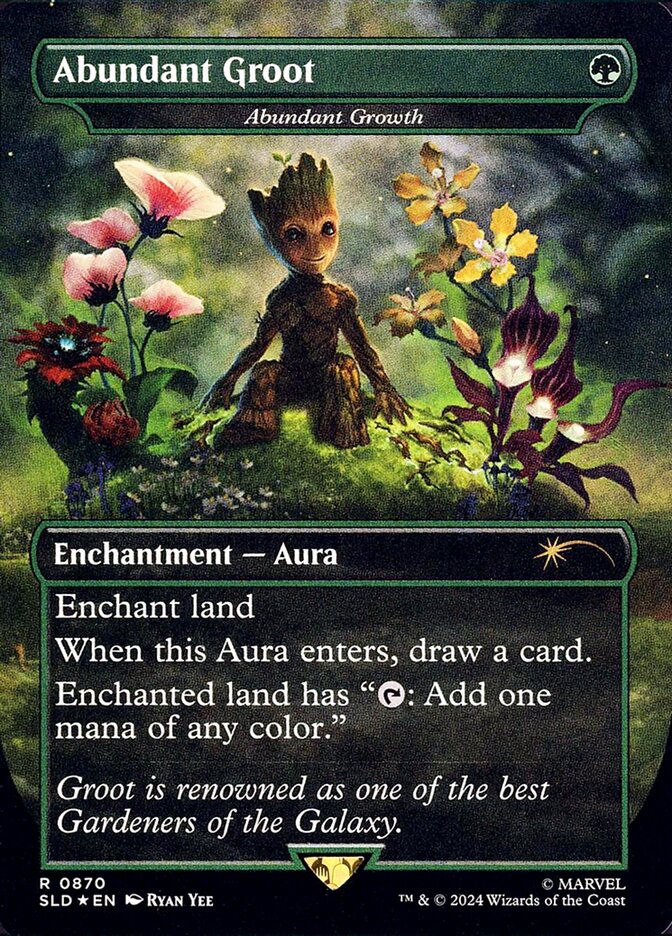 Abundant Groot
Abundant Growth
Enchantment — Aura
Enchant land
When this Aura enters, draw a card.
Enchanted land has “: Add one
mana of any color.”
Groot is renowned as one of the best
Gardeners of the Galaxy.
R 0870
© MARVEL
SLD★EN Ryan Yee
™ & © 2024 Wizards of the Coast